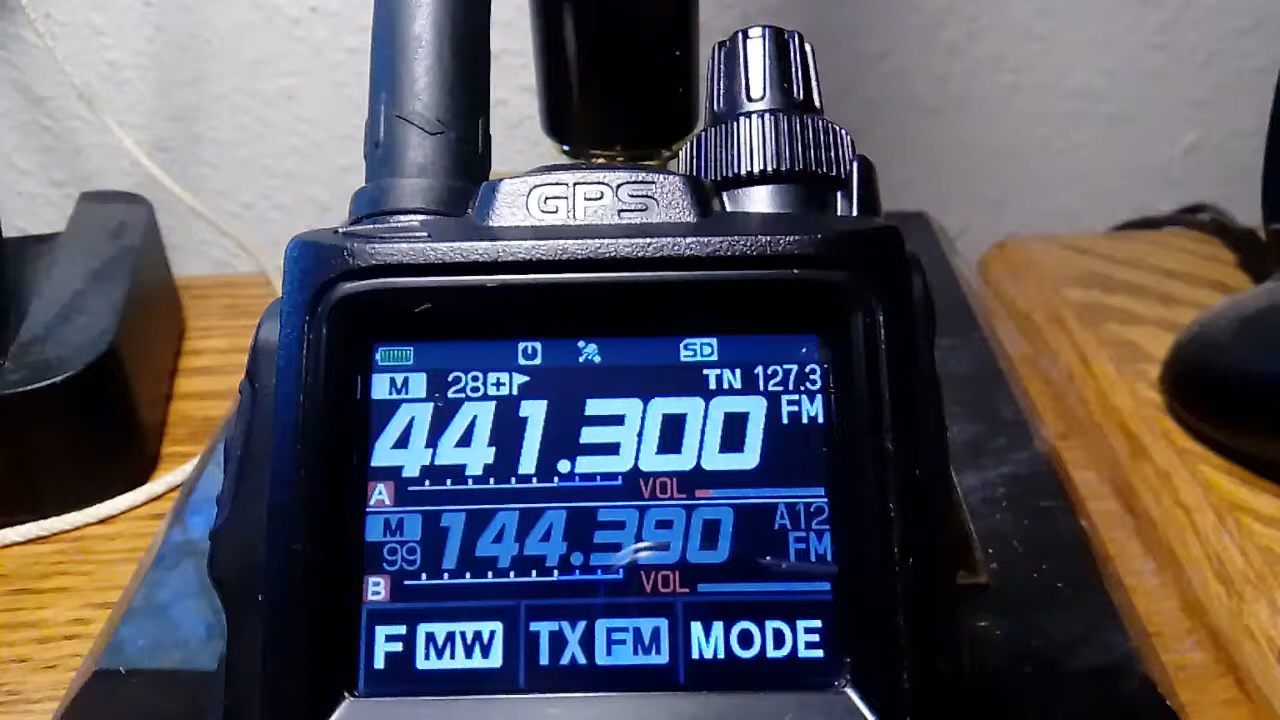 GPS
SD
M 28+ TN 127.3
441.300 FM
A VOL
M 144.390 A12
99 FM
B VOL
F MW TX FM MODE